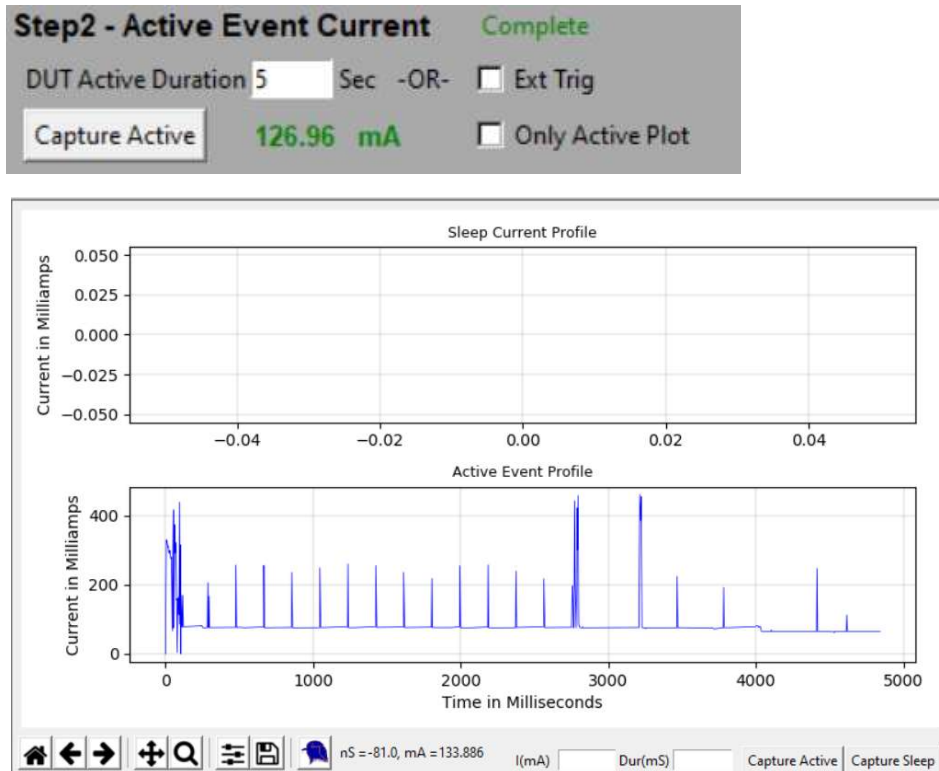 Step2 - Active Event Current Complete
DUT Active Duration 5 Sec -OR- Ext Trig
Capture Active 126.96 mA Only Active Plot
Sleep Current Profile
Current in Milliamps
0.050
0.025
0.000
−0.025
−0.050
−0.04 −0.02 0.00 0.02 0.04
Active Event Profile
Current in Milliamps
400
200
0
0 1000 2000 3000 4000 5000
Time in Milliseconds
nS =-81.0, mA =133.886 I(mA) Dur(mS) Capture Active Capture Sleep